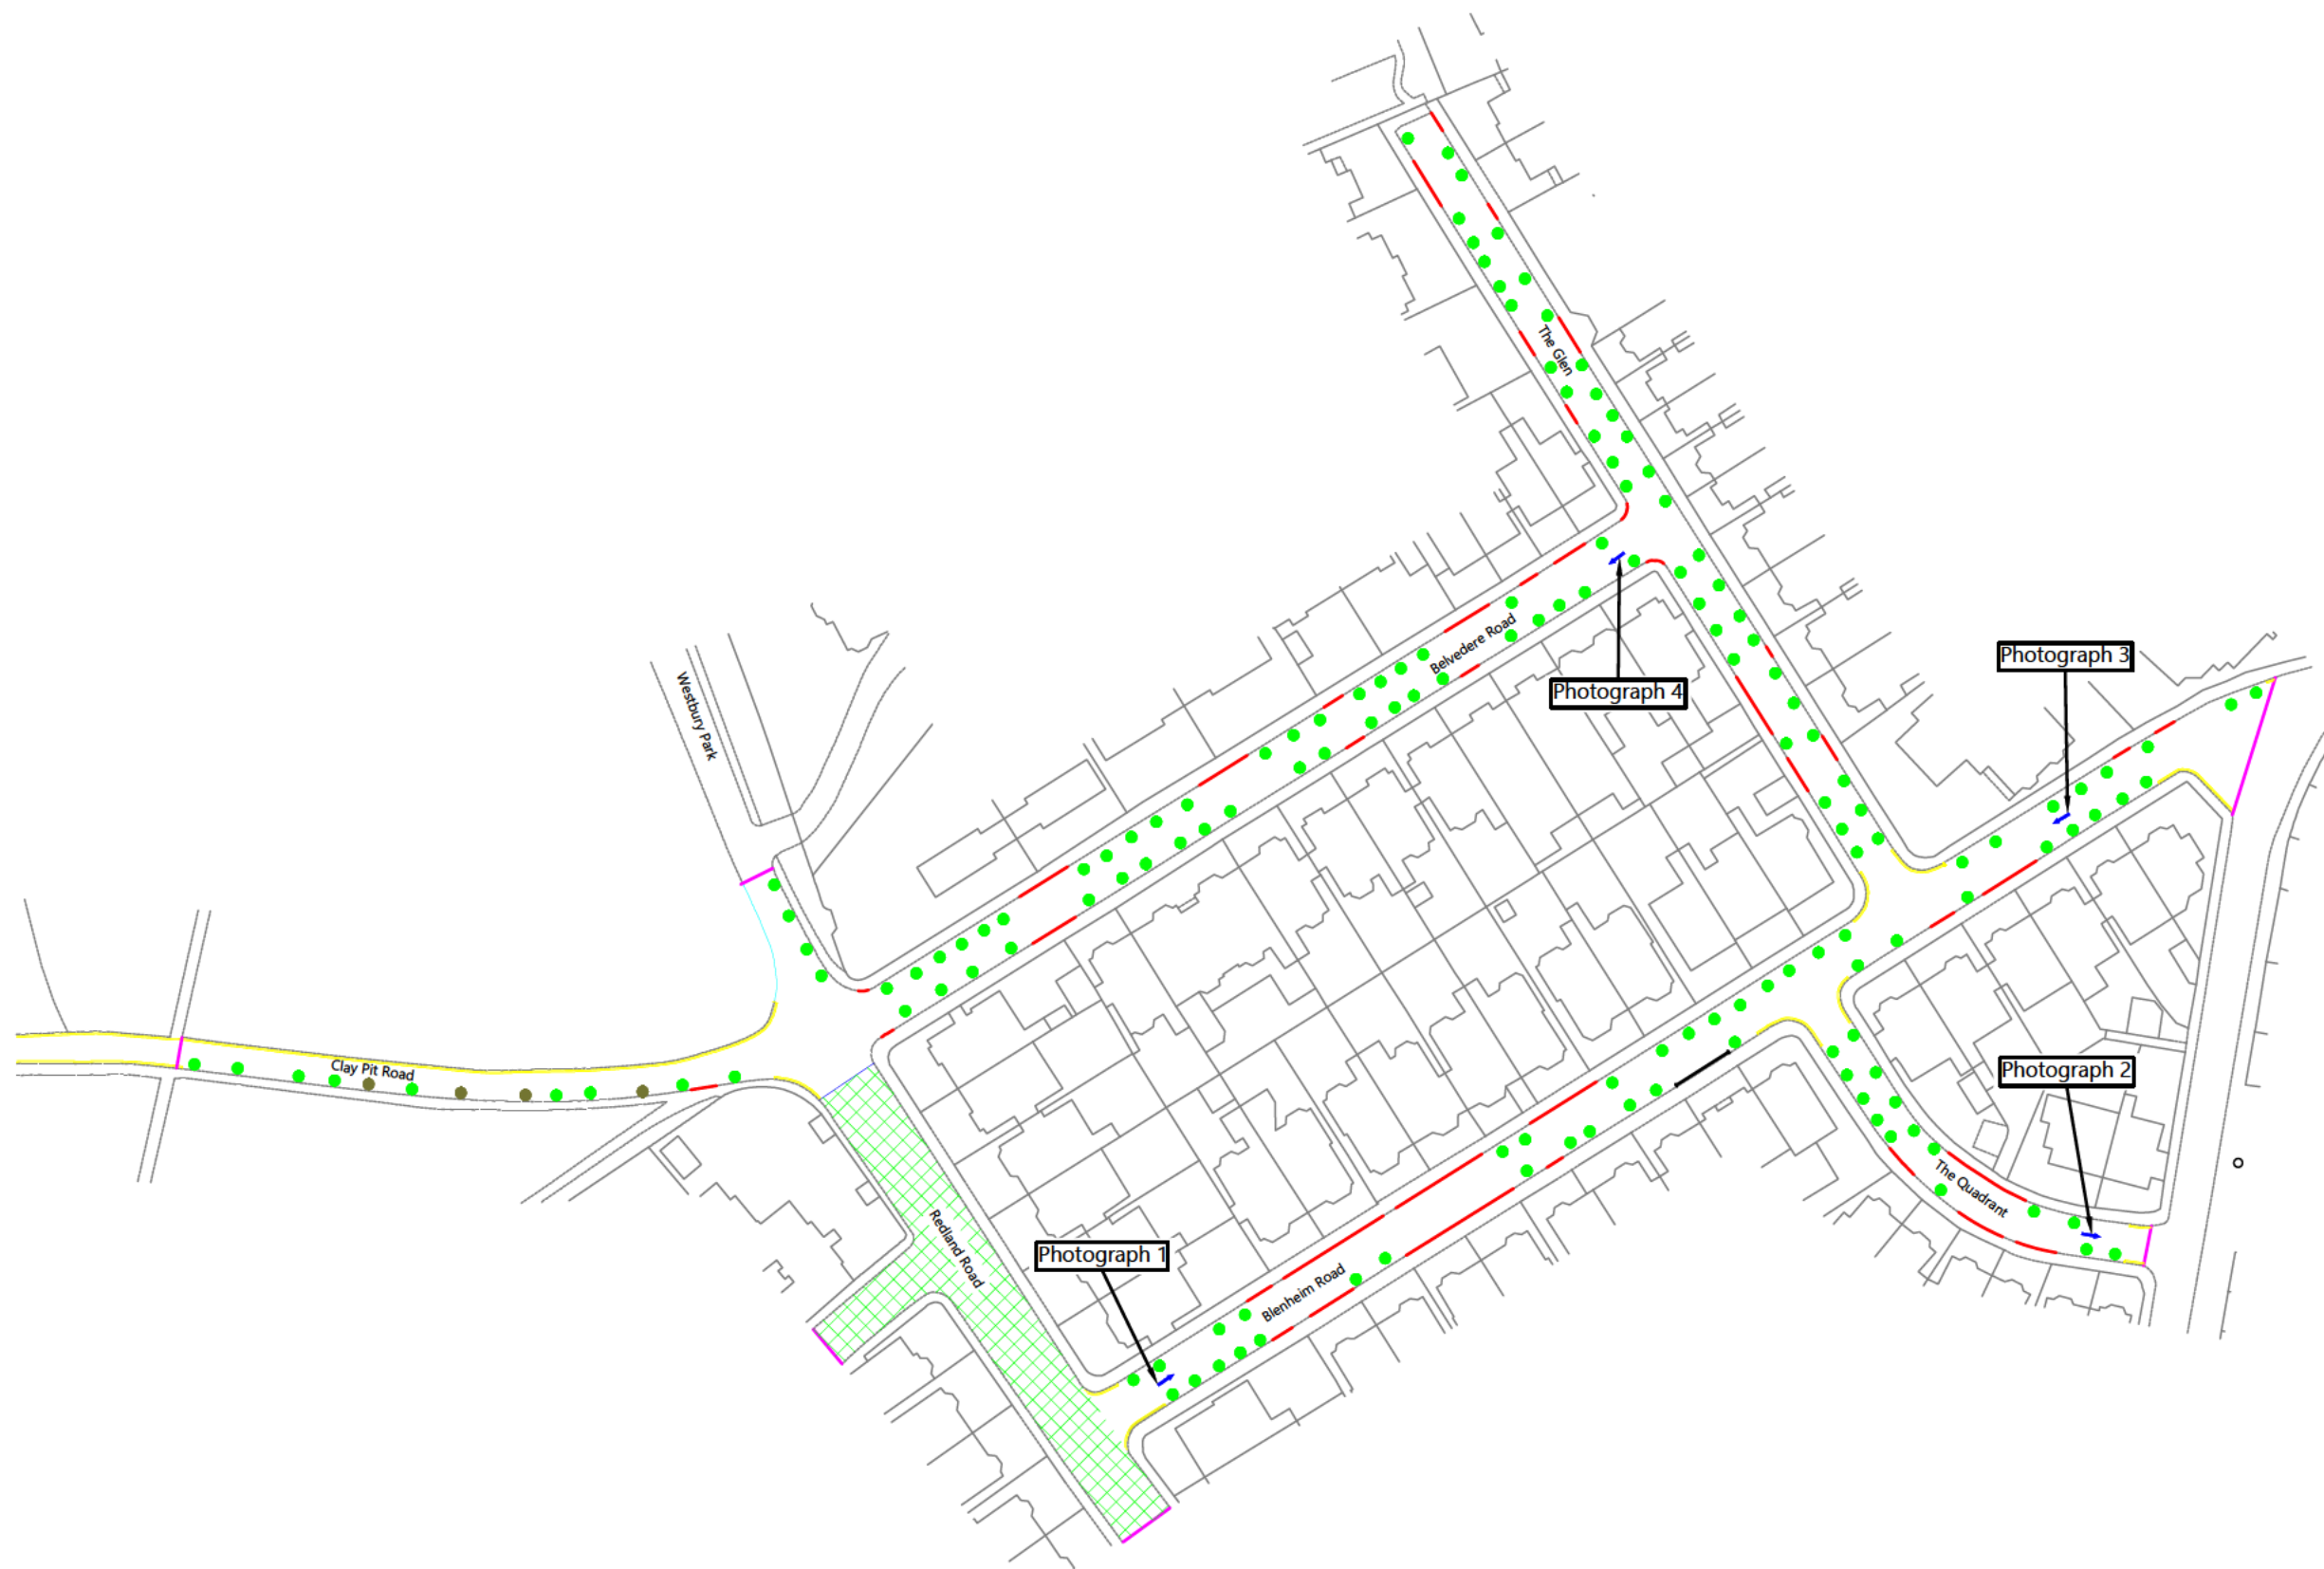 The Glen
Photograph 3
Belvedere Road
Photograph 4
Westbury Park
Clay Pit Road
Photograph 2
The Quadrant
Redland Road
Photograph 1
Blenheim Road